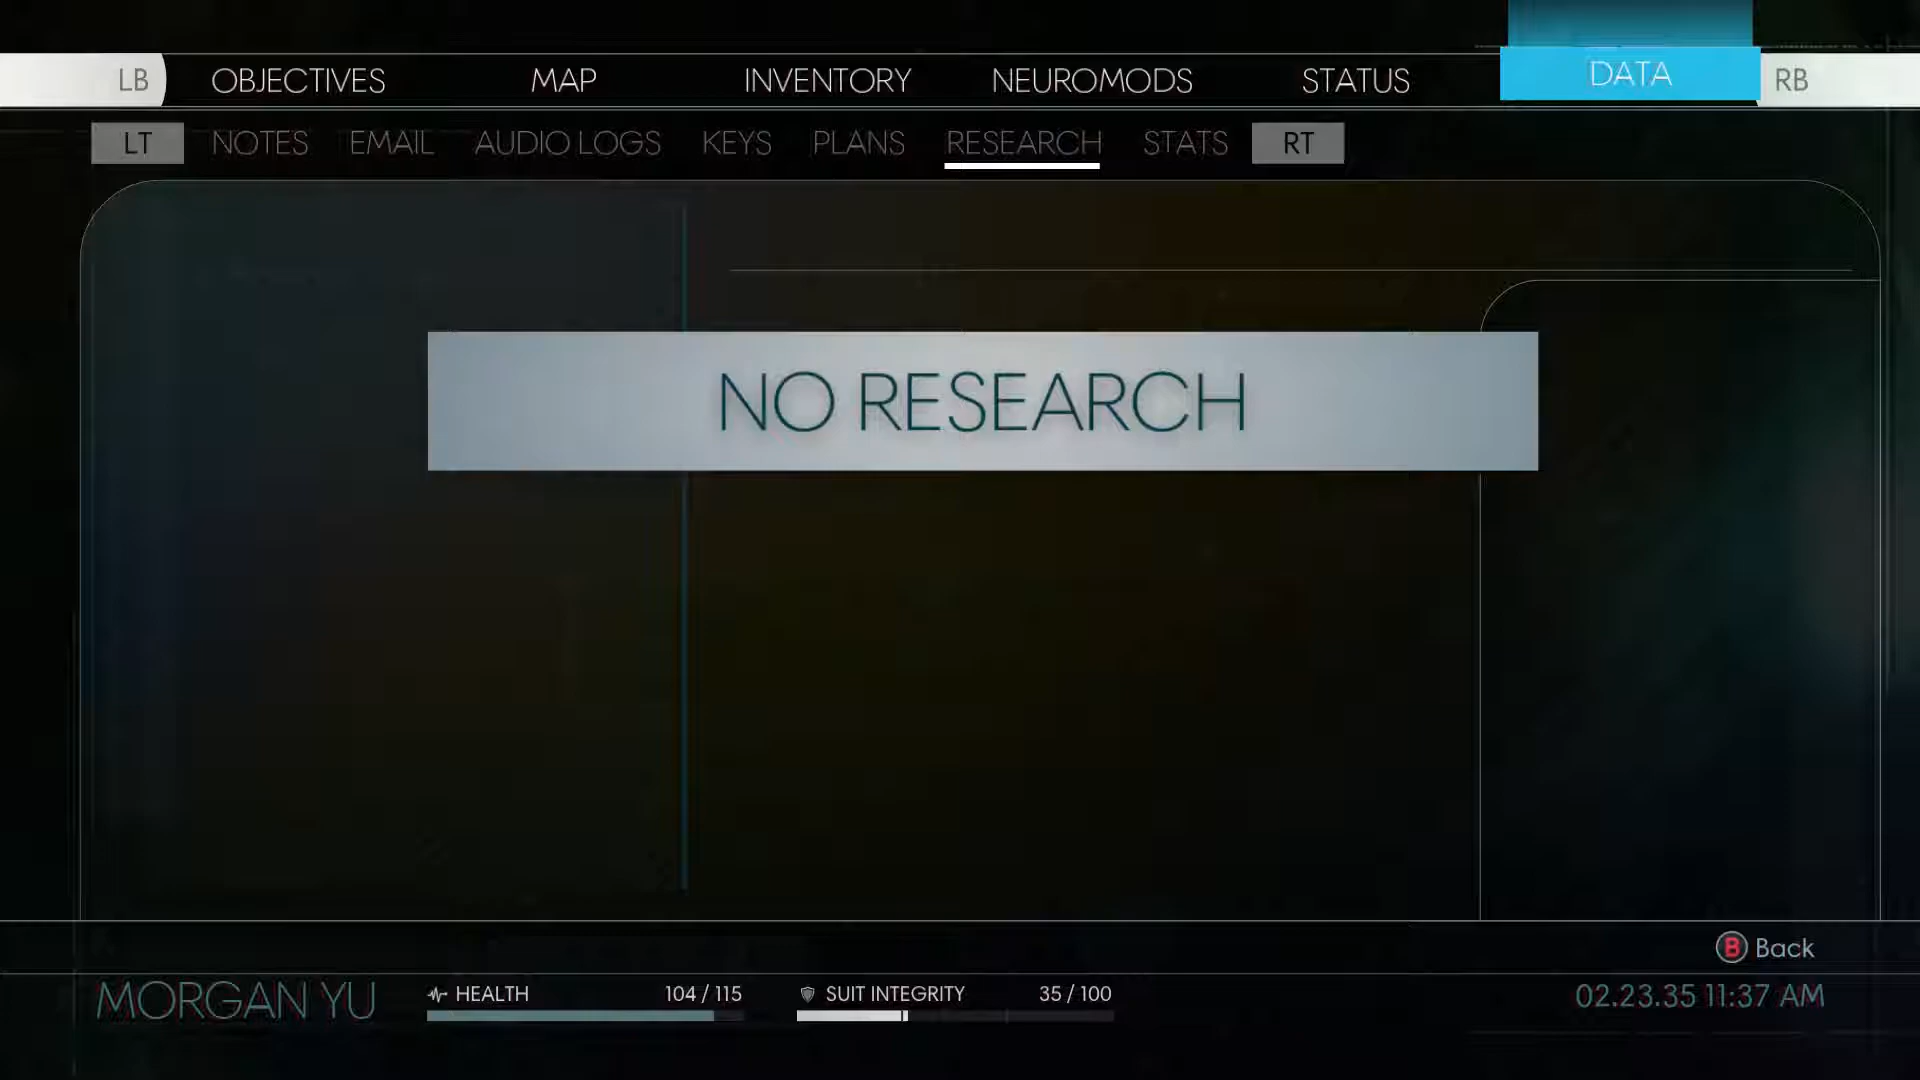 LB OBJECTIVES MAP INVENTORY NEUROMODS STATUS DATA RB
LT NOTES EMAIL AUDIO LOGS KEYS PLANS RESEARCH STATS RT
NO RESEARCH
B Back
MORGAN YU HEALTH 104 / 115 SUIT INTEGRITY 35 / 100 02.23.35 11:37 AM